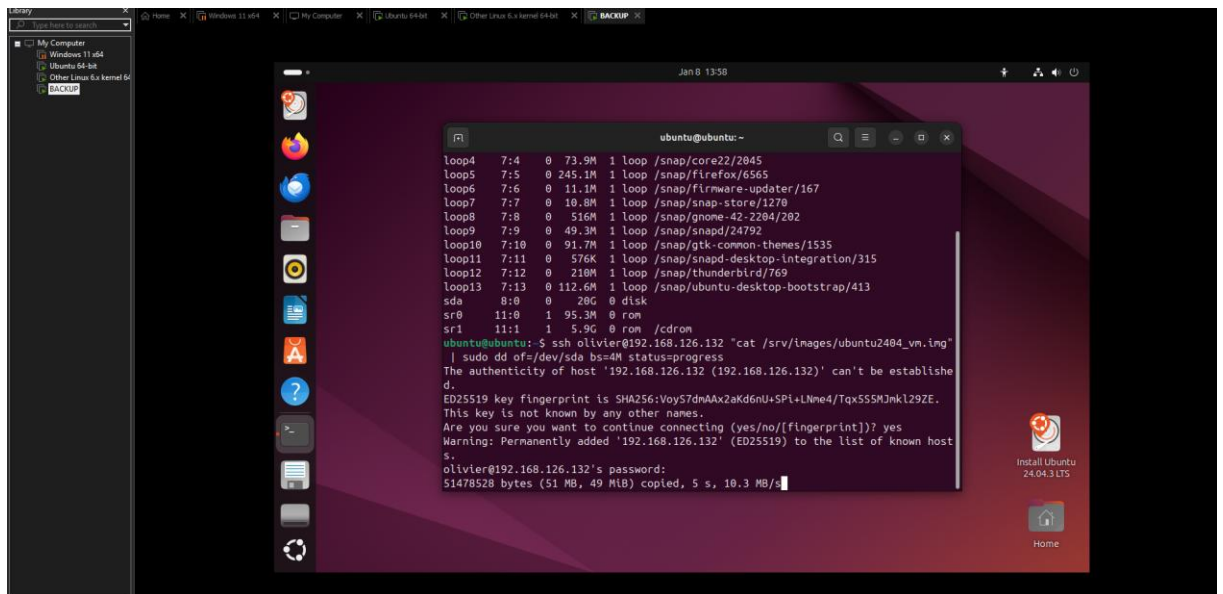 Library
Type here to search
My Computer
Windows 11 x64
Ubuntu 64-bit
Other Linux 6.x kernel 64
BACKUP
Home
Windows 11 x64
My Computer
Ubuntu 64-bit
Other Linux 6.x kernel 64-bit
BACKUP
Jan 8 13:58
ubuntu@ubuntu: ~
loop4 7:4 0 73.9M 1 loop /snap/core22/2045
loop5 7:5 0 245.1M 1 loop /snap/firefox/6565
loop6 7:6 0 11.1M 1 loop /snap/firmware-updater/167
loop7 7:7 0 10.8M 1 loop /snap/snap-store/1270
loop8 7:8 0 516M 1 loop /snap/gnome-42-2204/202
loop9 7:9 0 49.3M 1 loop /snap/snapd/24792
loop10 7:10 0 91.7M 1 loop /snap/gtk-common-themes/1535
loop11 7:11 0 576K 1 loop /snap/snapd-desktop-integration/315
loop12 7:12 0 210M 1 loop /snap/thunderbird/769
loop13 7:13 0 112.6M 1 loop /snap/ubuntu-desktop-bootstrap/413
sda 8:0 0 20G 0 disk
sr0 11:0 1 95.3M 0 rom
sr1 11:1 1 5.9G 0 rom /cdrom
ubuntu@ubuntu:~$ ssh olivier@192.168.126.132 "cat /srv/images/ubuntu2404_vm.img"
| sudo dd of=/dev/sda bs=4M status=progress
The authenticity of host '192.168.126.132 (192.168.126.132)' can't be establishe
d.
ED25519 key fingerprint is SHA256:VoyS7dmAAx2aKd6nU+SPi+LNme4/Tqx5S5MJmkl29ZE.
This key is not known by any other names.
Are you sure you want to continue connecting (yes/no/[fingerprint])? yes
Warning: Permanently added '192.168.126.132' (ED25519) to the list of known host
s.
olivier@192.168.126.132's password:
51478528 bytes (51 MB, 49 MiB) copied, 5 s, 10.3 MB/s
Install Ubuntu
24.04.3 LTS
Home